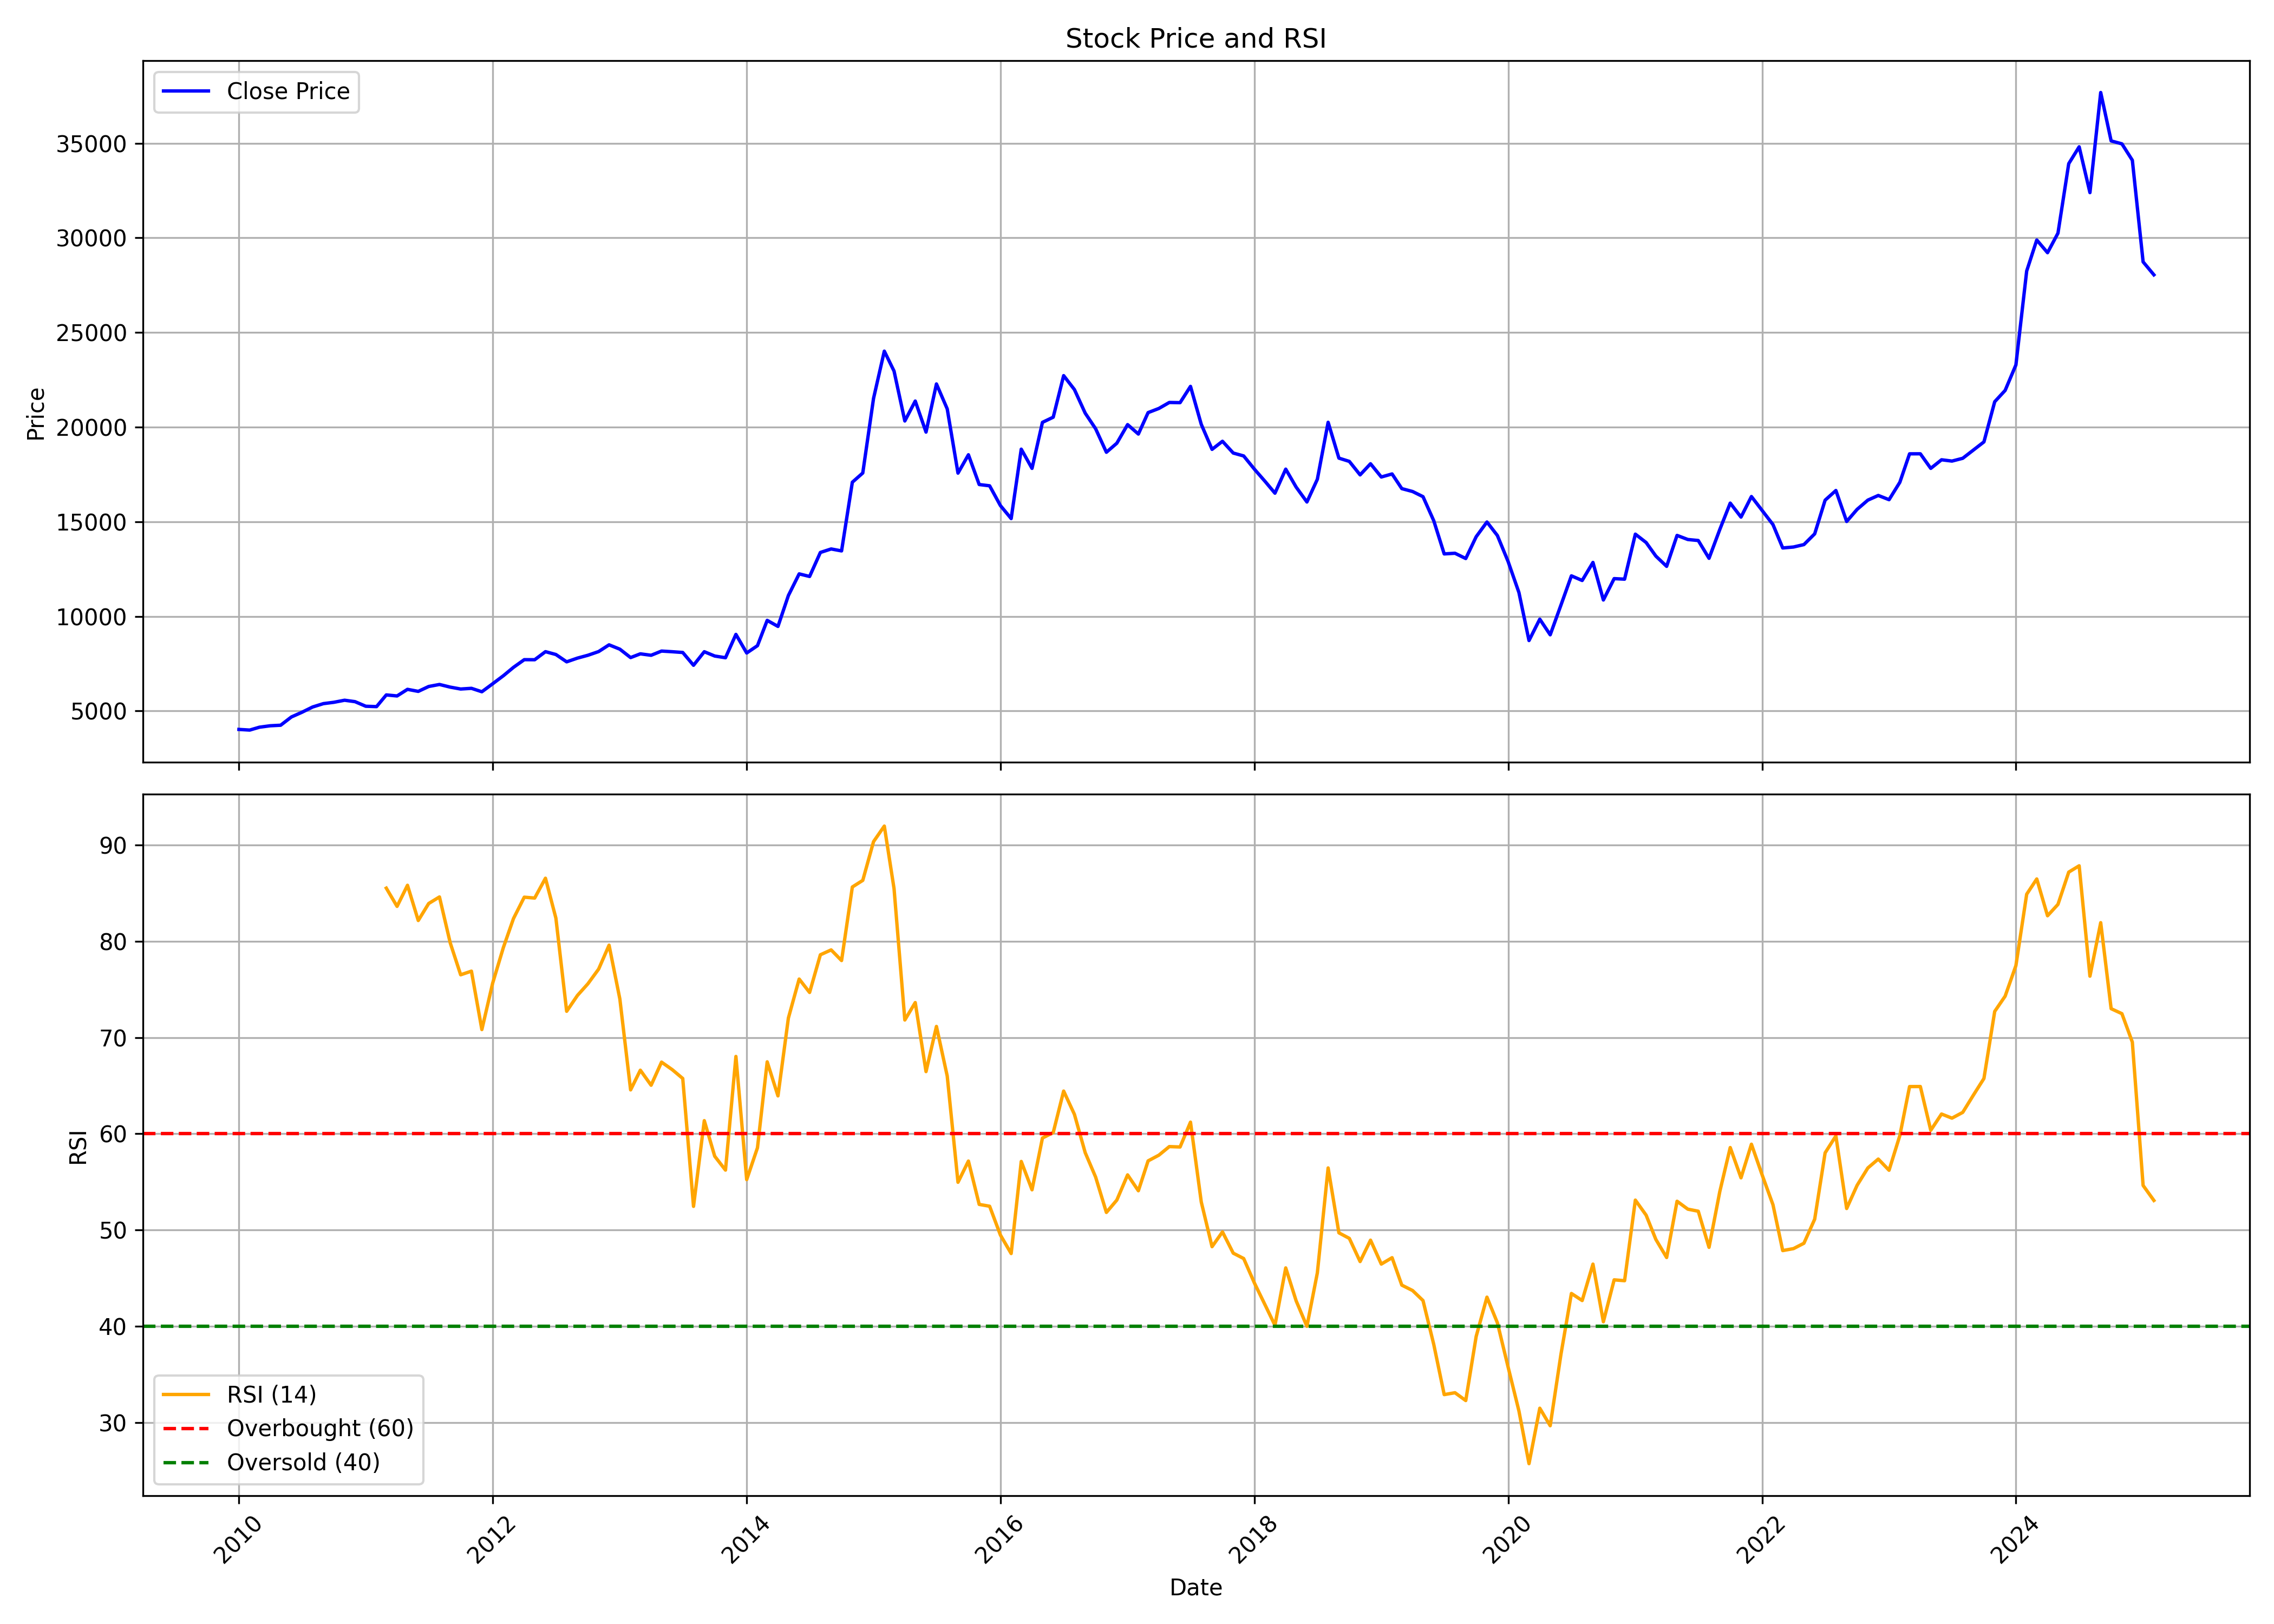 Stock Price and RSI
Close Price
35000
30000
25000
20000
15000
10000
5000
Price
90
80
70
60
50
40
30
RSI
RSI (14)
Overbought (60)
Oversold (40)
2010
2012
2014
2016
2018
2020
2022
2024
Date